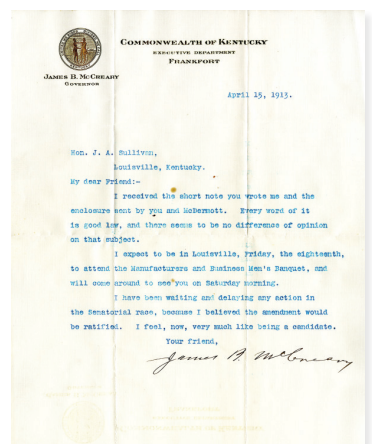 COMMONWEALTH OF KENTUCKY
EXECUTIVE DEPARTMENT
FRANKFORT
JAMES B. MCCREARY
GOVERNOR
April 15, 1913.
Hon. J. A. Sullivan,
Louisville, Kentucky.
My dear Friend:-
I received the short note you wrote me and the
enclosure sent by you and McDermott. Every word of it
is good law, and there seems to be no difference of opinion
on that subject.
I expect to be in Louisville, Friday, the eighteenth,
to attend the Manufacturers and Business Men's Banquet, and
will come around to see you on Saturday morning.
I have been waiting and delaying any action in
the Senatorial race, because I believed the amendment would
be ratified. I feel, now, very much like being a candidate.
Your friend,
James B. McCreary